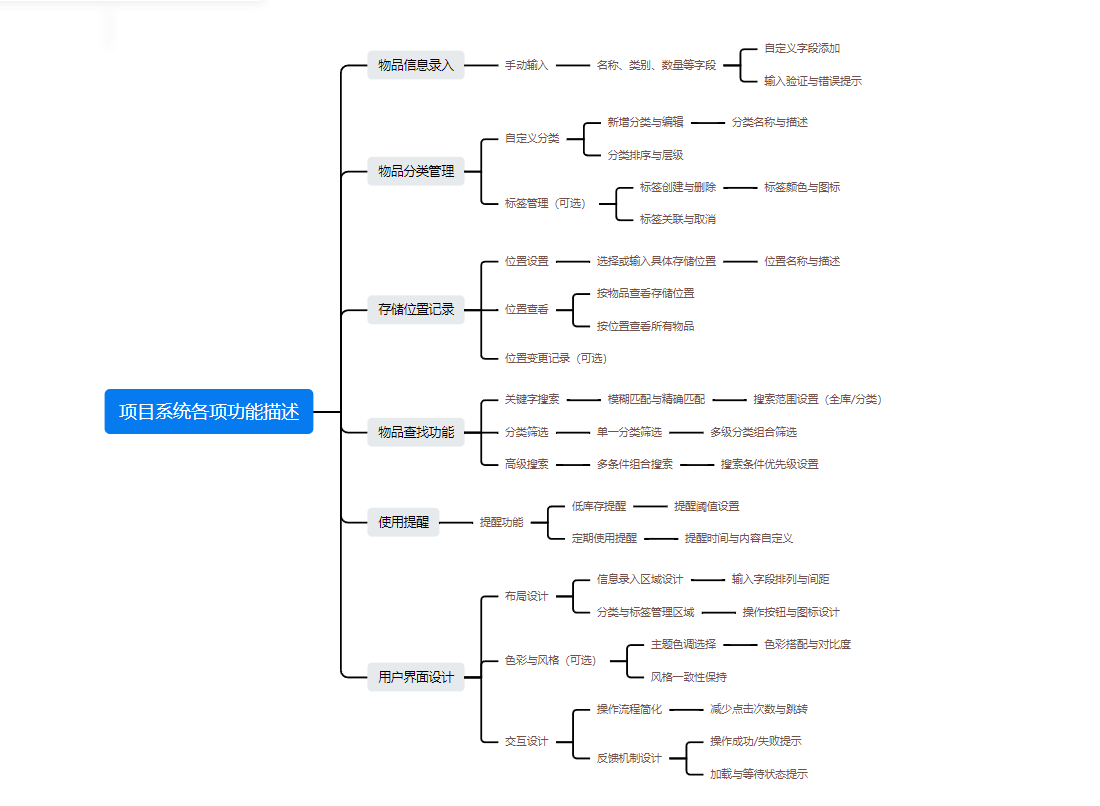 项目系统各项功能描述
物品信息录入
手动输入
名称、类别、数量等字段
自定义字段添加
输入验证与错误提示
物品分类管理
自定义分类
新增分类与编辑
分类名称与描述
分类排序与层级
标签管理（可选）
标签创建与删除
标签颜色与图标
标签关联与取消
存储位置记录
位置设置
选择或输入具体存储位置
位置名称与描述
位置查看
按物品查看存储位置
按位置查看所有物品
位置变更记录（可选）
物品查找功能
关键字搜索
模糊匹配与精确匹配
搜索范围设置（全库/分类）
分类筛选
单一分类筛选
多级分类组合筛选
高级搜索
多条件组合搜索
搜索条件优先级设置
使用提醒
提醒功能
低库存提醒
提醒阈值设置
定期使用提醒
提醒时间与内容自定义
用户界面设计
布局设计
信息录入区域设计
输入字段排列与间距
分类与标签管理区域
操作按钮与图标设计
色彩与风格（可选）
主题色调选择
色彩搭配与对比度
风格一致性保持
交互设计
操作流程简化
减少点击次数与跳转
反馈机制设计
操作成功/失败提示
加载与等待状态提示